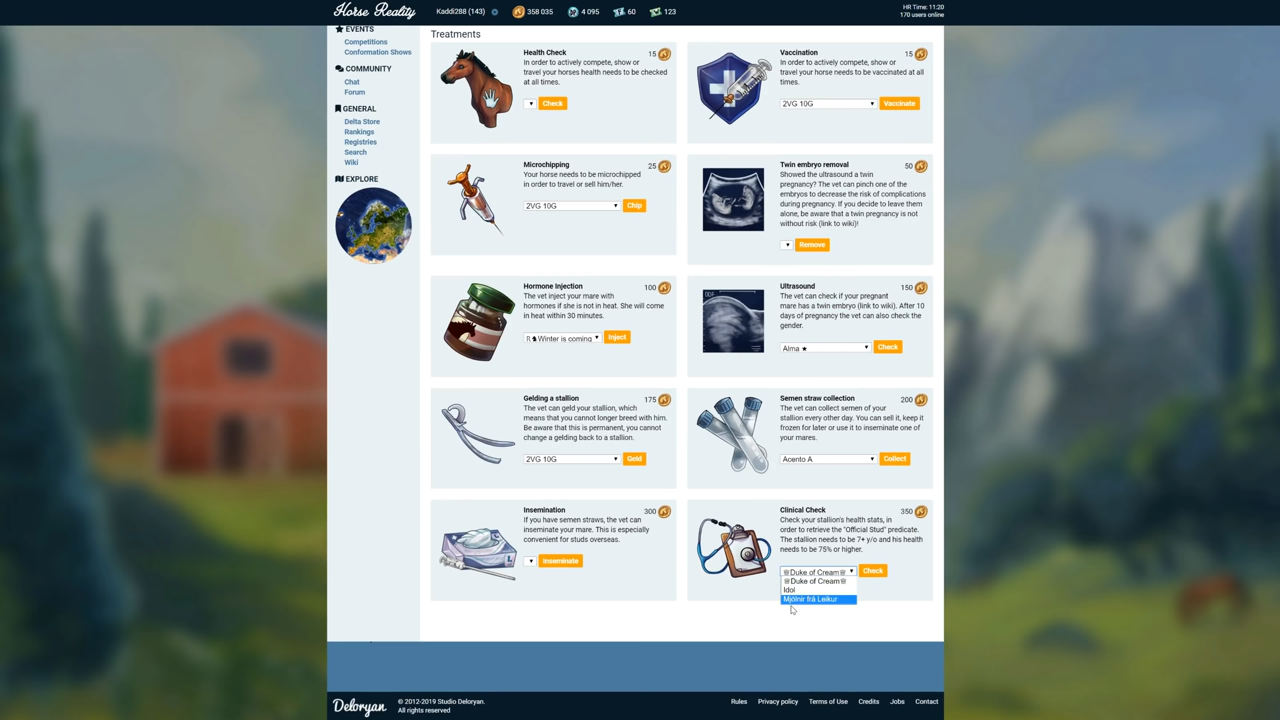 Horse Reality
Kaddi288 (143)
358 035
4 095
60
123
HR Time: 11:20
170 users online
EVENTS
Competitions
Conformation Shows
COMMUNITY
Chat
Forum
GENERAL
Delta Store
Rankings
Registries
Search
Wiki
EXPLORE
Treatments
Health Check
15
In order to actively compete, show or
travel your horses health needs to be checked
at all times.
Check
Vaccination
15
In order to actively compete, show or
travel your horse needs to be vaccinated at all
times.
2VG 10G
Vaccinate
Microchipping
25
Your horse needs to be microchipped
in order to travel or sell him/her.
2VG 10G
Chip
Twin embryo removal
50
Showed the ultrasound a twin
pregnancy? The vet can pinch one of the
embryos to decrease the risk of complications
during pregnancy. If you decide to leave them
alone, be aware that a twin pregnancy is not
without risk (link to wiki)!
Remove
Hormone Injection
100
The vet inject your mare with
hormones if she is not in heat. She will come
in heat within 30 minutes.
R♞Winter is coming
Inject
Ultrasound
150
The vet can check if your pregnant
mare has a twin embryo (link to wiki). After 10
days of pregnancy the vet can also check the
gender.
Alma ★
Check
Gelding a stallion
175
The vet can geld your stallion, which
means that you cannot longer breed with him.
Be aware that this is permanent, you cannot
change a gelding back to a stallion.
2VG 10G
Geld
Semen straw collection
200
The vet can collect semen of your
stallion every other day. You can sell it, keep it
frozen for later or use it to inseminate one of
your mares.
Acento A
Collect
Insemination
300
If you have semen straws, the vet can
inseminate your mare. This is especially
convenient for studs overseas.
Inseminate
Clinical Check
350
Check your stallion's health stats, in
order to retrieve the "Official Stud" predicate.
The stallion needs to be 7+ y/o and his health
needs to be 75% or higher.
♕Duke of Cream♕
Check
♕Duke of Cream♕
Idol
Mjölnir frá Leikur
Deloryan
© 2012-2019 Studio Deloryan.
All rights reserved
Rules
Privacy policy
Terms of Use
Credits
Jobs
Contact